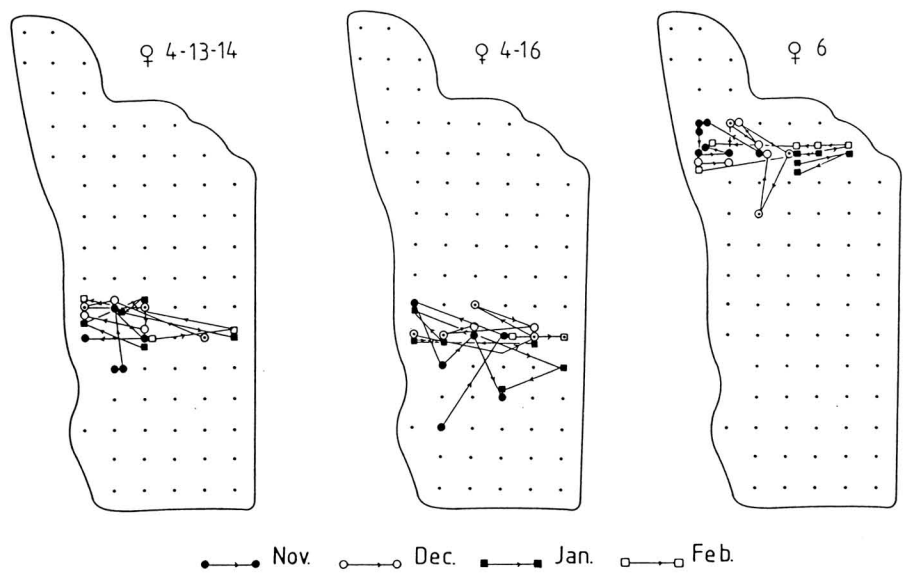 ♀ 4-13-14
♀ 4-16
♀ 6
Nov. Dec. Jan. Feb.